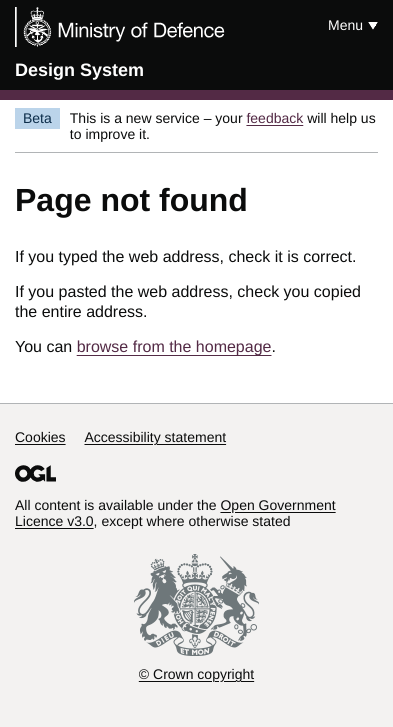 Ministry of Defence
Menu
Design System
Beta
This is a new service – your feedback will help us
to improve it.
Page not found
If you typed the web address, check it is correct.
If you pasted the web address, check you copied
the entire address.
You can browse from the homepage.
Cookies
Accessibility statement
OGL
All content is available under the Open Government
Licence v3.0, except where otherwise stated
DIEU ET MON DROIT
© Crown copyright